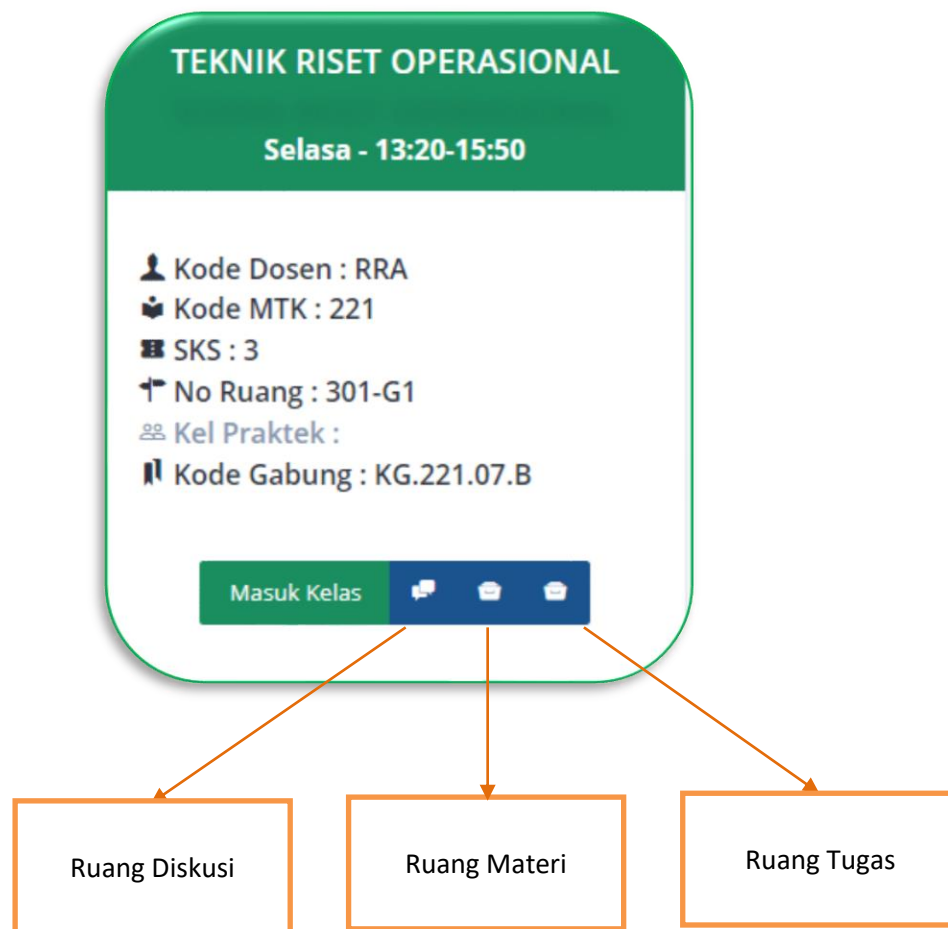 TEKNIK RISET OPERASIONAL
Selasa - 13:20-15:50
Kode Dosen : RRA
Kode MTK : 221
SKS : 3
No Ruang : 301-G1
Kel Praktek :
Kode Gabung : KG.221.07.B
Masuk Kelas
Ruang Diskusi
Ruang Materi
Ruang Tugas